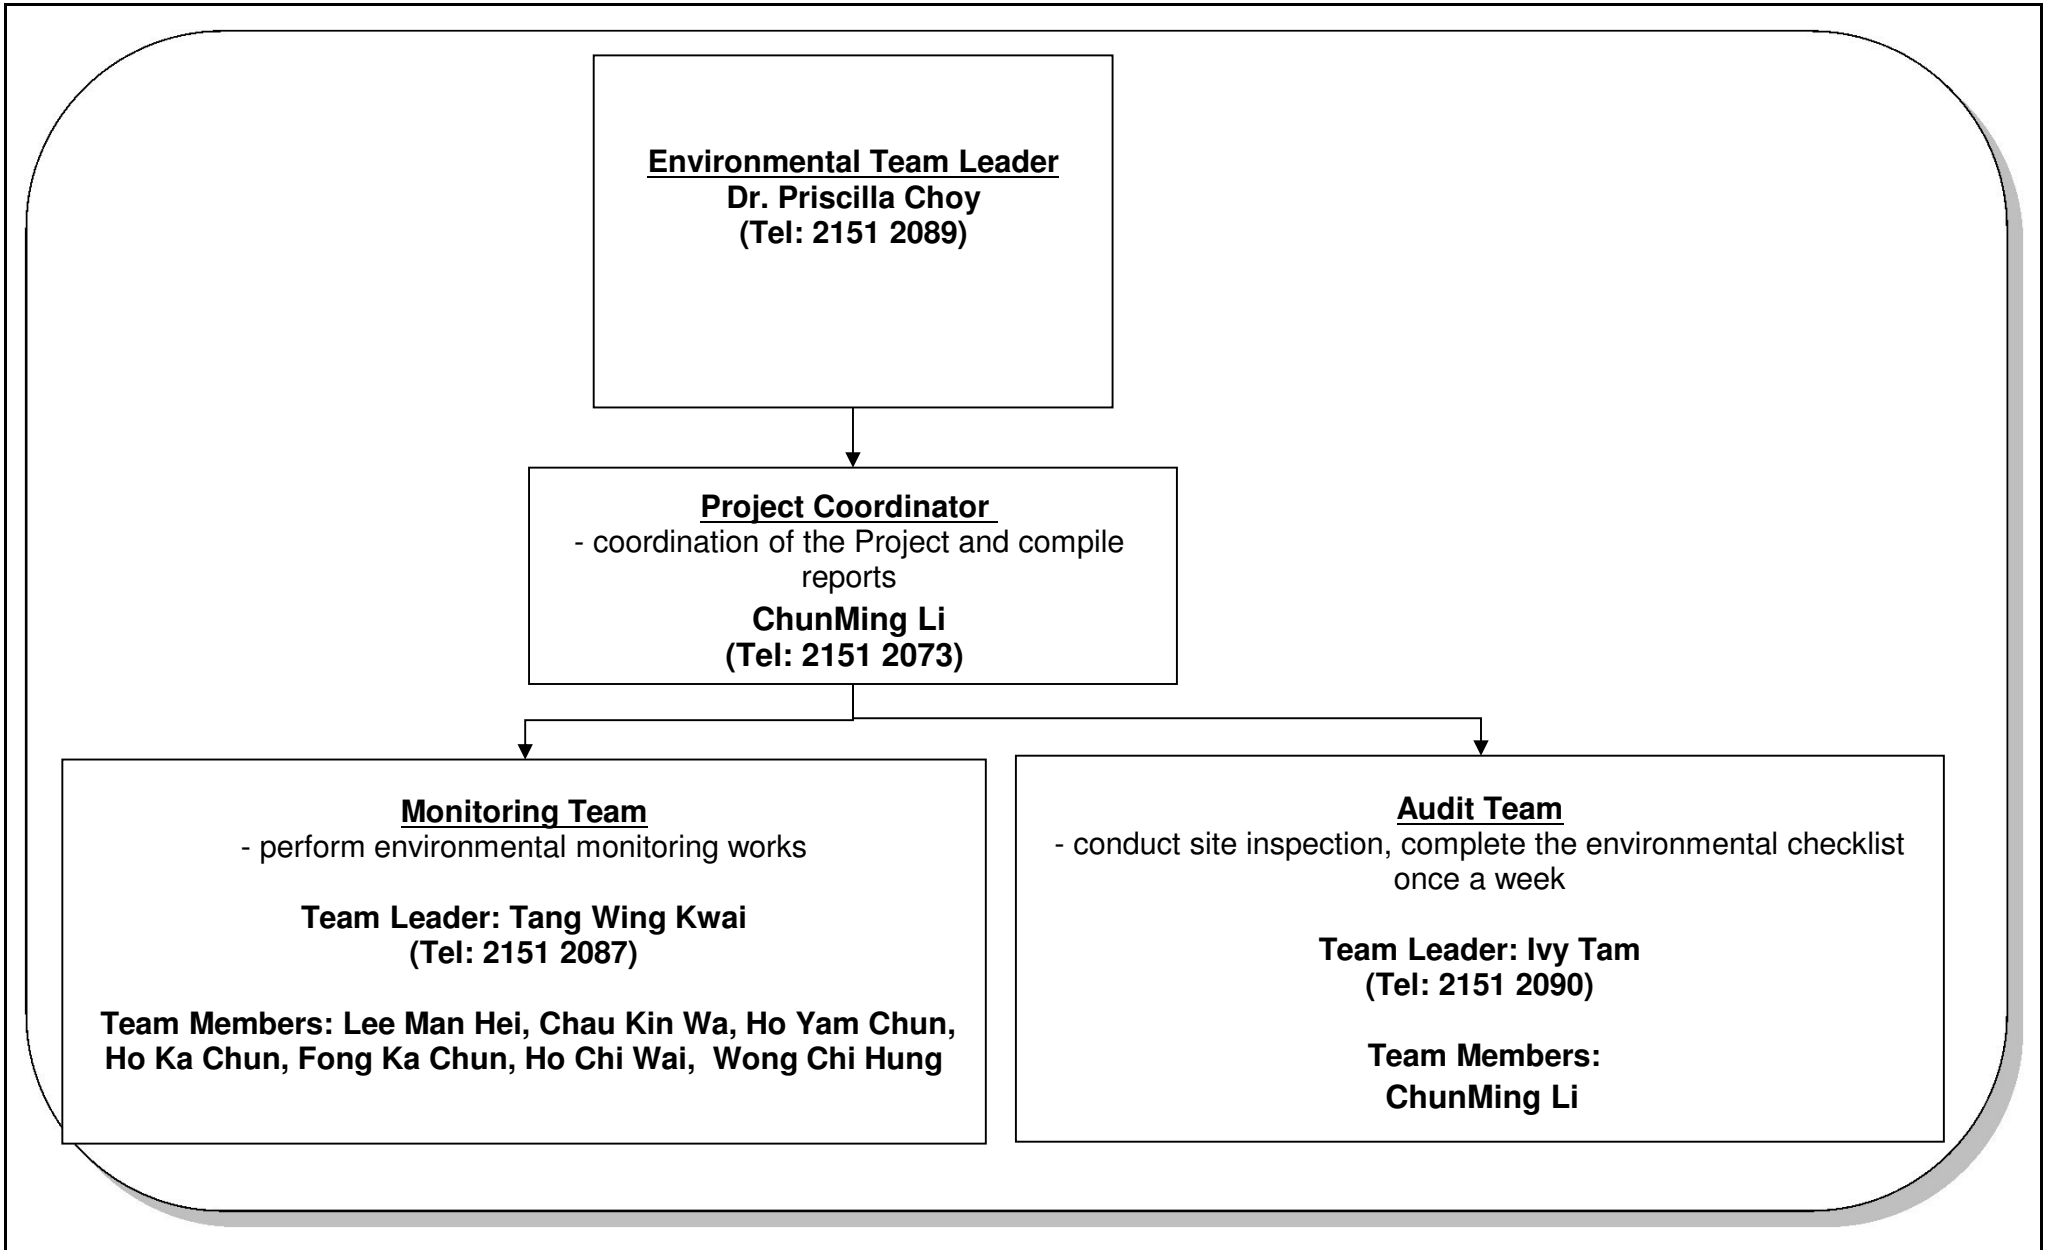 Environmental Team Leader
Dr. Priscilla Choy
(Tel: 2151 2089)
Project Coordinator
- coordination of the Project and compile
reports
ChunMing Li
(Tel: 2151 2073)
Monitoring Team
- perform environmental monitoring works
Team Leader: Tang Wing Kwai
(Tel: 2151 2087)
Team Members: Lee Man Hei, Chau Kin Wa, Ho Yam Chun,
Ho Ka Chun, Fong Ka Chun, Ho Chi Wai, Wong Chi Hung
Audit Team
- conduct site inspection, complete the environmental checklist
once a week
Team Leader: Ivy Tam
(Tel: 2151 2090)
Team Members:
ChunMing Li